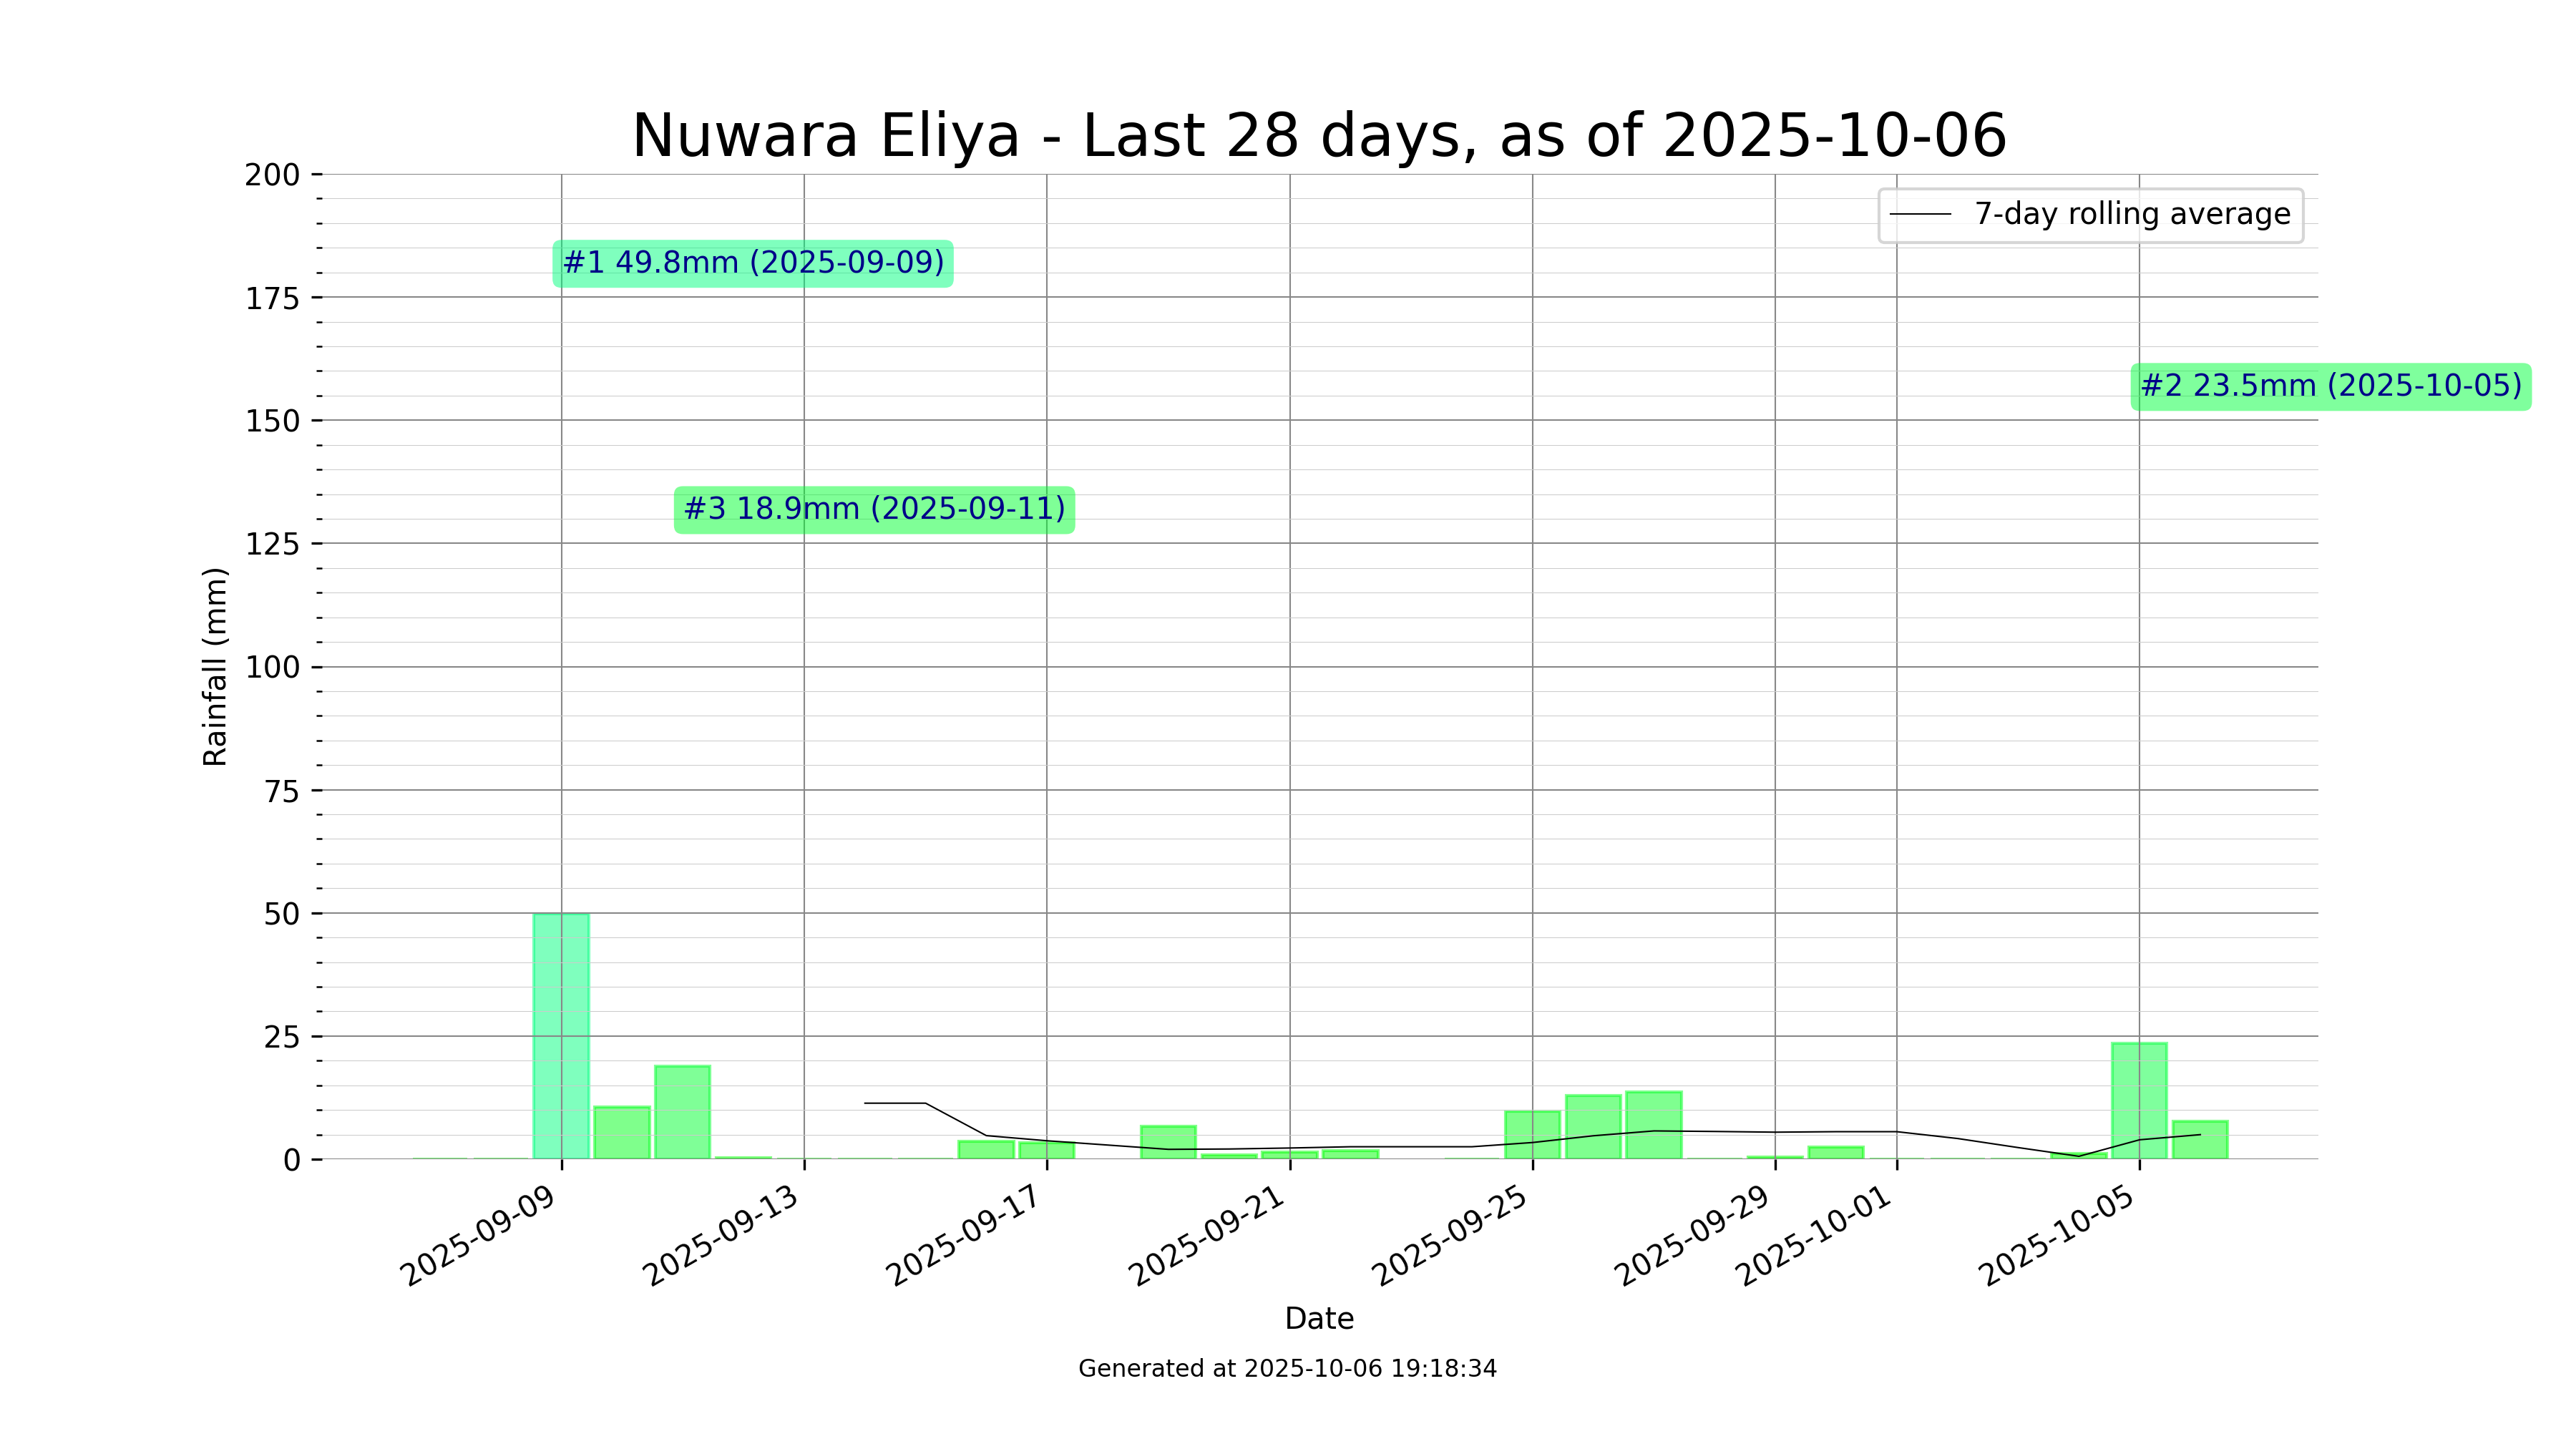 Nuwara Eliya - Last 28 days, as of 2025-10-06
7-day rolling average
#1 49.8mm (2025-09-09)
#2 23.5mm (2025-10-05)
#3 18.9mm (2025-09-11)
Rainfall (mm)
200
175
150
125
100
75
50
25
0
2025-09-09
2025-09-13
2025-09-17
2025-09-21
2025-09-25
2025-09-29
2025-10-01
2025-10-05
Date
Generated at 2025-10-06 19:18:34